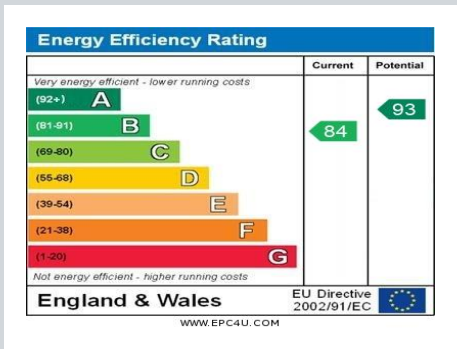 Energy Efficiency Rating
Current Potential
Very energy efficient - lower running costs
(92+) A
93
(81-91) B
84
(69-80) C
(55-68) D
(39-54) E
(21-38) F
(1-20) G
Not energy efficient - higher running costs
England & Wales
EU Directive
2002/91/EC
WWW.EPC4U.COM